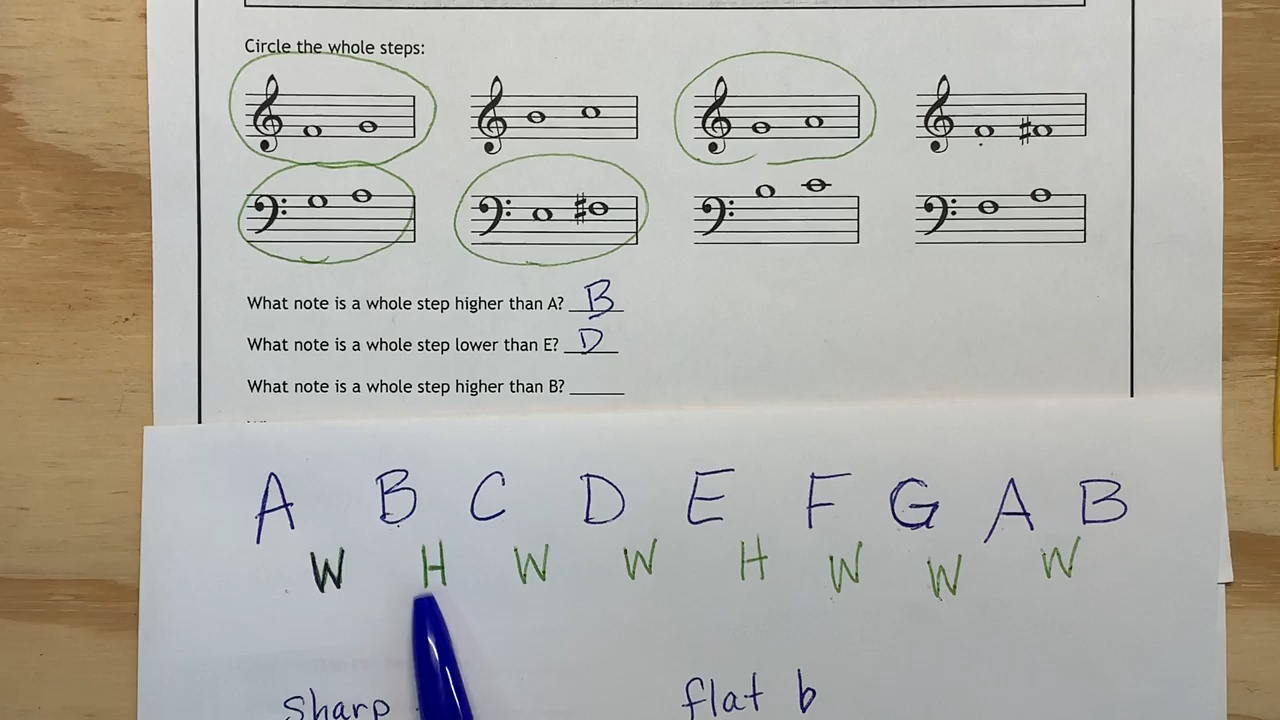 Circle the whole steps:
What note is a whole step higher than A? B
What note is a whole step lower than E? D
What note is a whole step higher than B? ____
A B C D E F G A B
W H W W H W W W
sharp flat b